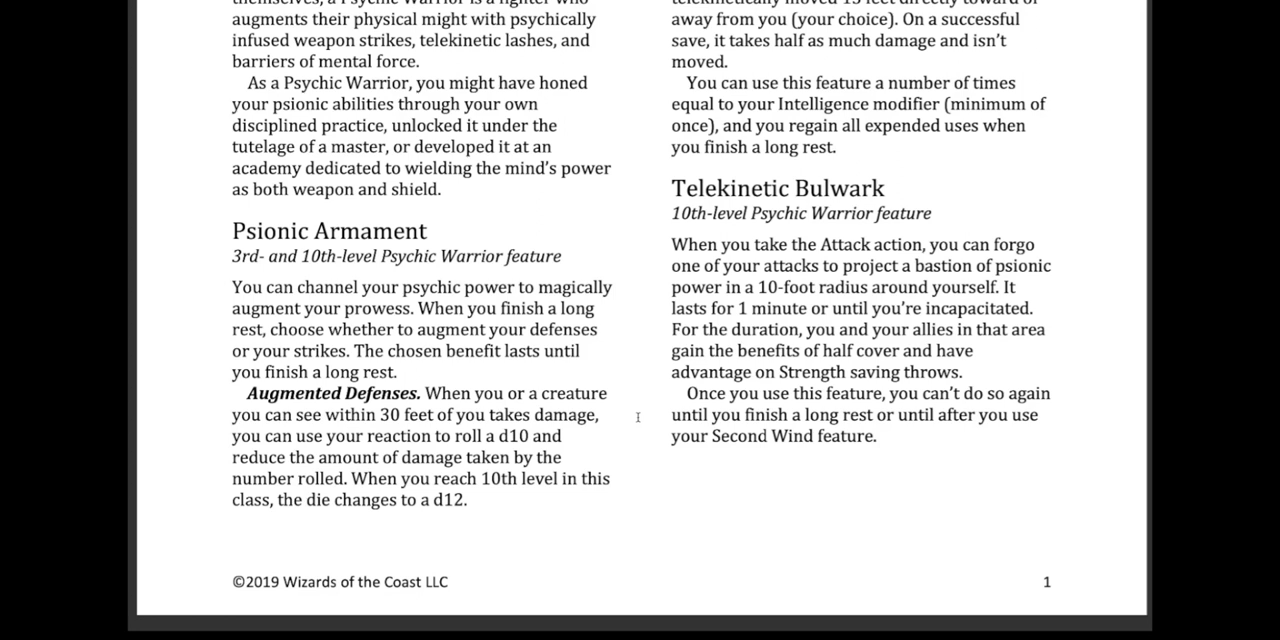 themselves, a Psychic Warrior is a fighter who
augments their physical might with psychically
infused weapon strikes, telekinetic lashes, and
barriers of mental force.
As a Psychic Warrior, you might have honed
your psionic abilities through your own
disciplined practice, unlocked it under the
tutelage of a master, or developed it at an
academy dedicated to wielding the mind’s power
as both weapon and shield.
Psionic Armament
3rd- and 10th-level Psychic Warrior feature
You can channel your psychic power to magically
augment your prowess. When you finish a long
rest, choose whether to augment your defenses
or your strikes. The chosen benefit lasts until
you finish a long rest.
Augmented Defenses. When you or a creature
you can see within 30 feet of you takes damage,
you can use your reaction to roll a d10 and
reduce the amount of damage taken by the
number rolled. When you reach 10th level in this
class, the die changes to a d12.
telekinetically moved 15 feet directly toward or
away from you (your choice). On a successful
save, it takes half as much damage and isn’t
moved.
You can use this feature a number of times
equal to your Intelligence modifier (minimum of
once), and you regain all expended uses when
you finish a long rest.
Telekinetic Bulwark
10th-level Psychic Warrior feature
When you take the Attack action, you can forgo
one of your attacks to project a bastion of psionic
power in a 10-foot radius around yourself. It
lasts for 1 minute or until you’re incapacitated.
For the duration, you and your allies in that area
gain the benefits of half cover and have
advantage on Strength saving throws.
Once you use this feature, you can’t do so again
until you finish a long rest or until after you use
your Second Wind feature.
©2019 Wizards of the Coast LLC
1